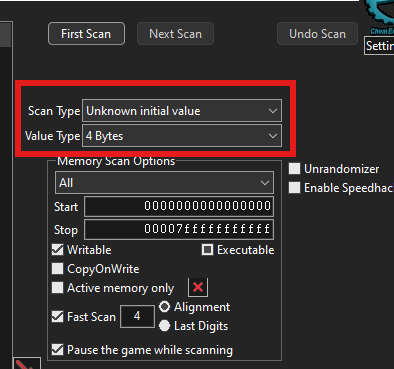 First Scan Next Scan Undo Scan
Cheat En
Settin
Scan Type Unknown initial value
Value Type 4 Bytes
Memory Scan Options
All
Unrandomizer
Enable Speedhac
Start 0000000000000000
Stop 00007fffffffffff
Writable Executable
CopyOnWrite
Active memory only
Fast Scan 4 Alignment
Last Digits
Pause the game while scanning